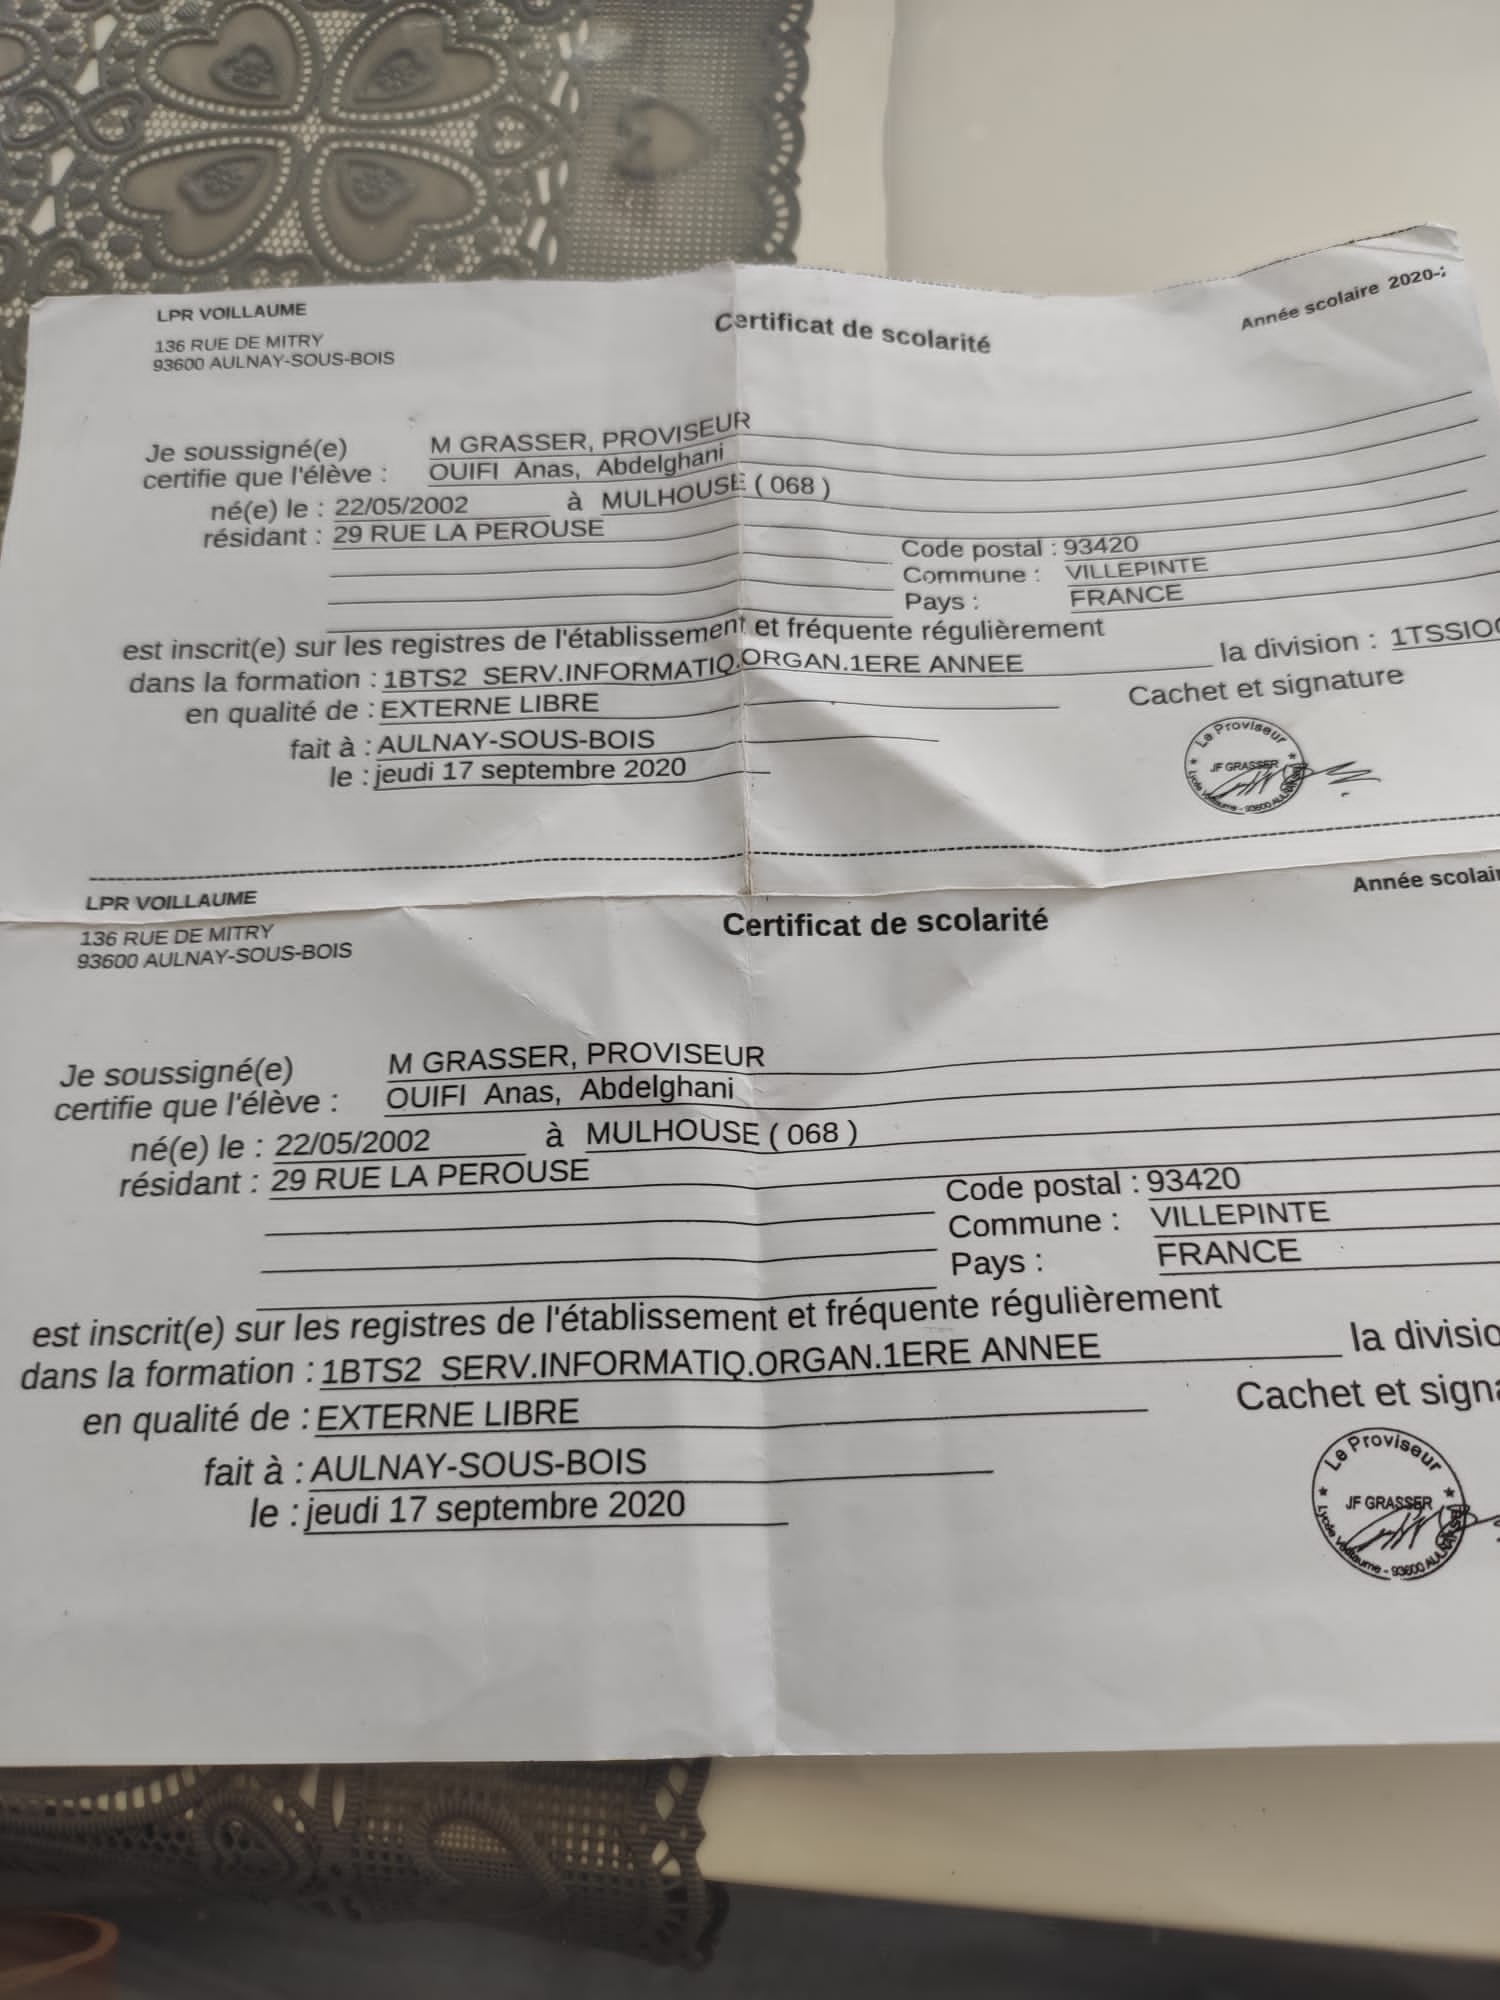 LPR VOILLAUME
Certificat de scolarité
Année scolaire 2020-
136 RUE DE MITRY
93600 AULNAY-SOUS-BOIS
Je soussigné(e) M GRASSER, PROVISEUR
certifie que l'élève : OUIFI Anas, Abdelghani
né(e) le : 22/05/2002 à MULHOUSE ( 068 )
résidant : 29 RUE LA PEROUSE
Code postal : 93420
Commune : VILLEPINTE
Pays : FRANCE
est inscrit(e) sur les registres de l'établissement et fréquente régulièrement
dans la formation : 1BTS2 SERV.INFORMATIQ.ORGAN.1ERE ANNEE la division : 1TSSIO
en qualité de : EXTERNE LIBRE
Cachet et signature
fait à : AULNAY-SOUS-BOIS
le : jeudi 17 septembre 2020
Le Proviseur
JF GRASSER
Lycée Voillaume - 93600 AULNAY
LPR VOILLAUME
Certificat de scolarité
Année scolair
136 RUE DE MITRY
93600 AULNAY-SOUS-BOIS
Je soussigné(e) M GRASSER, PROVISEUR
certifie que l'élève : OUIFI Anas, Abdelghani
né(e) le : 22/05/2002 à MULHOUSE ( 068 )
résidant : 29 RUE LA PEROUSE
Code postal : 93420
Commune : VILLEPINTE
Pays : FRANCE
est inscrit(e) sur les registres de l'établissement et fréquente régulièrement
dans la formation : 1BTS2 SERV.INFORMATIQ.ORGAN.1ERE ANNEE la divisio
en qualité de : EXTERNE LIBRE
Cachet et signa
fait à : AULNAY-SOUS-BOIS
le : jeudi 17 septembre 2020
Le Proviseur
JF GRASSER
Lycée Voillaume - 93600 AULNAY